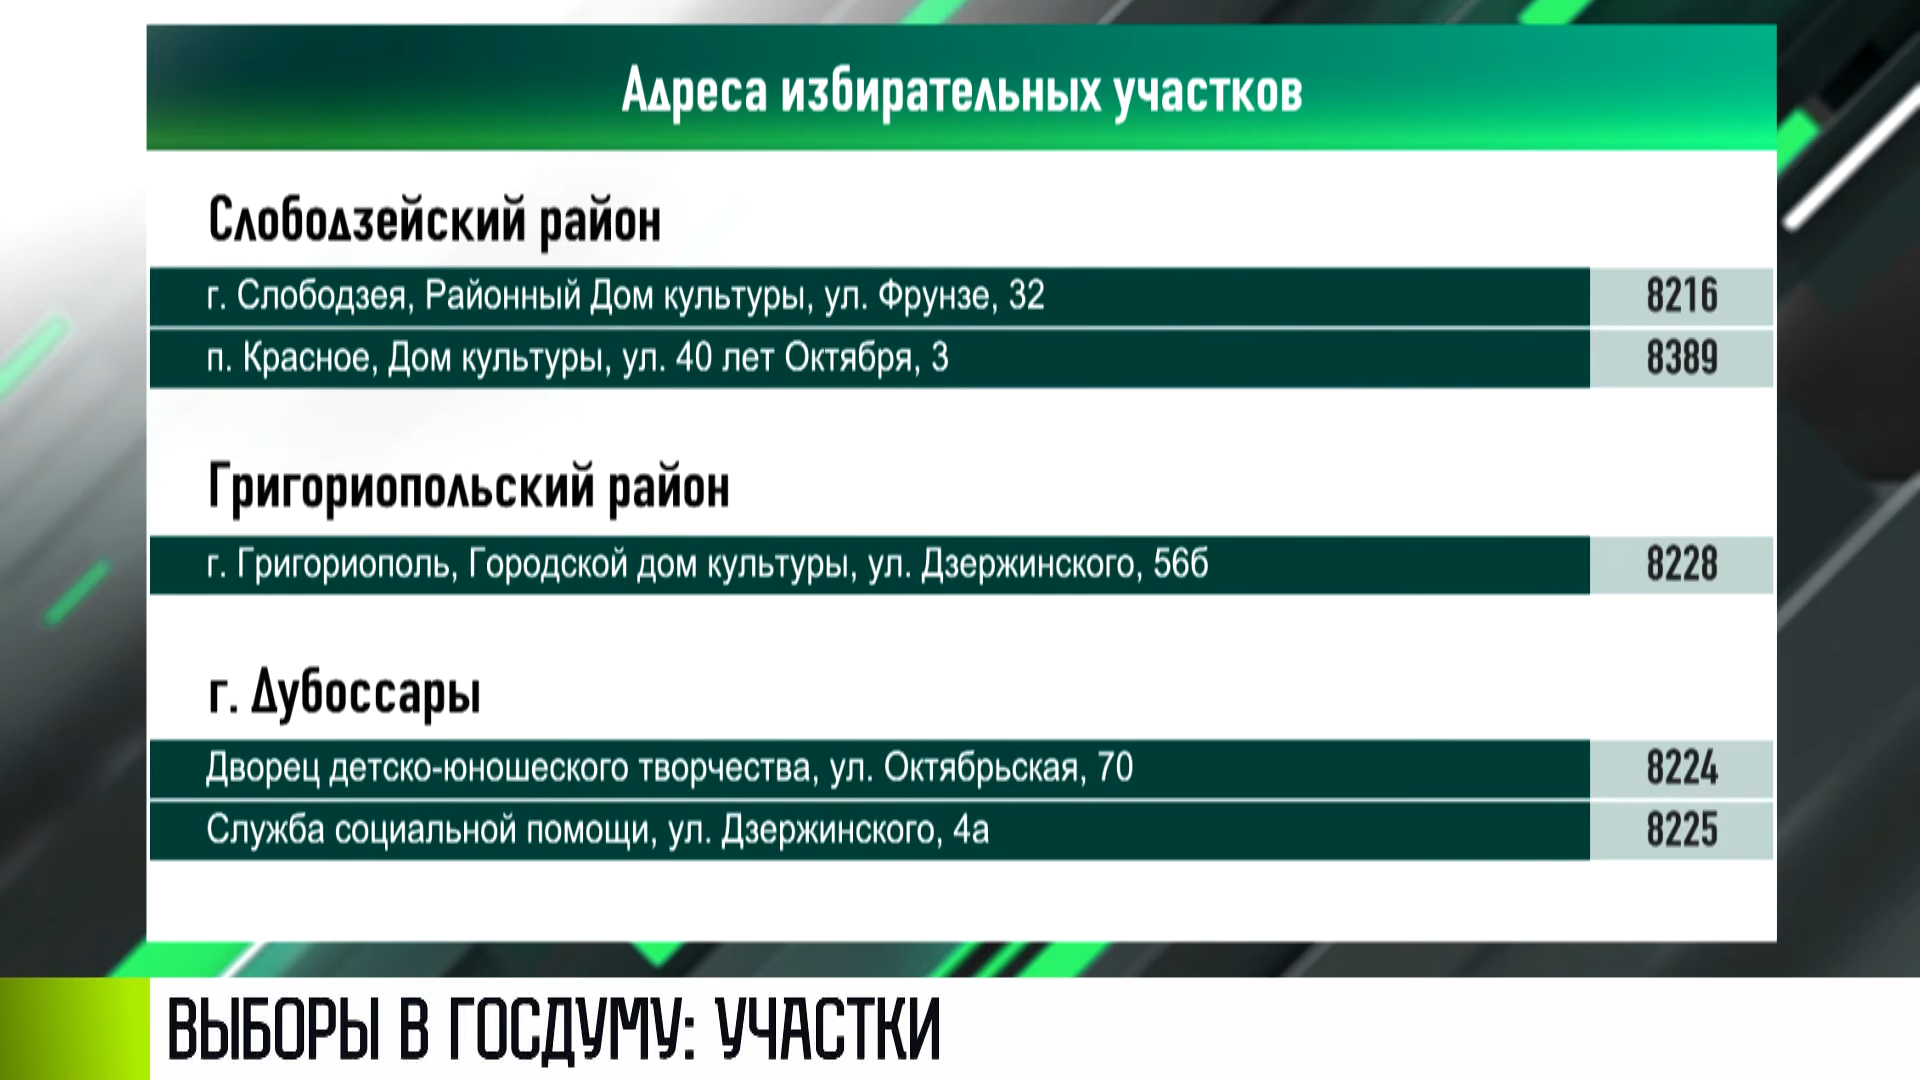 Адреса избирательных участков
Слободзейский район
г. Слободзея, Районный Дом культуры, ул. Фрунзе, 32 8216
п. Красное, Дом культуры, ул. 40 лет Октября, 3 8389
Григориопольский район
г. Григориополь, Городской дом культуры, ул. Дзержинского, 56б 8228
г. Дубоссары
Дворец детско-юношеского творчества, ул. Октябрьская, 70 8224
Служба социальной помощи, ул. Дзержинского, 4а 8225
ВЫБОРЫ В ГОСДУМУ: УЧАСТКИ